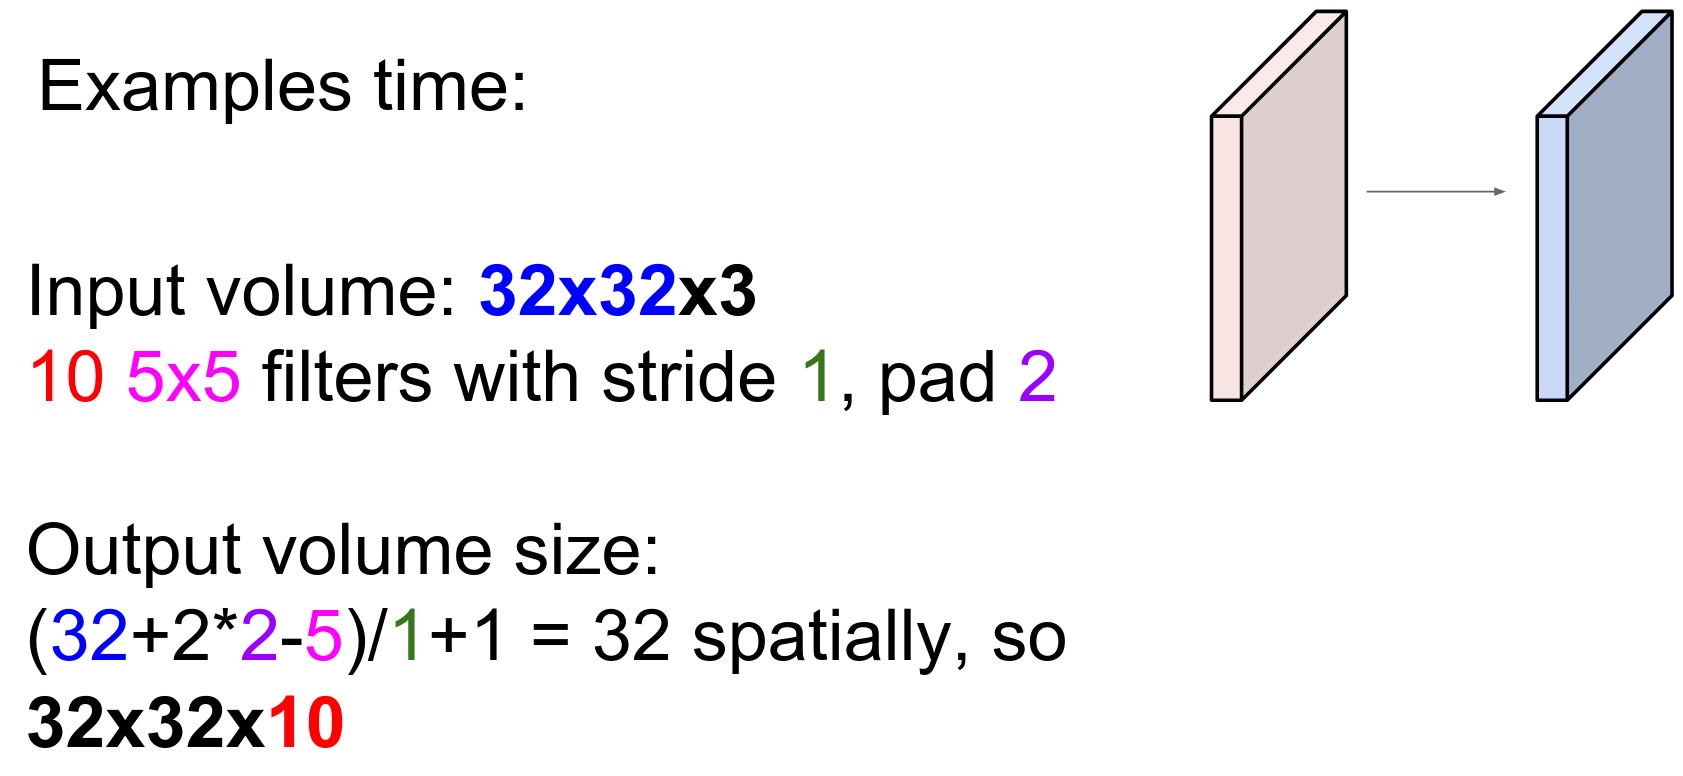 Examples time:
Input volume: 32x32x3
10 5x5 filters with stride 1, pad 2
Output volume size:
(32+2*2-5)/1+1 = 32 spatially, so
32x32x10